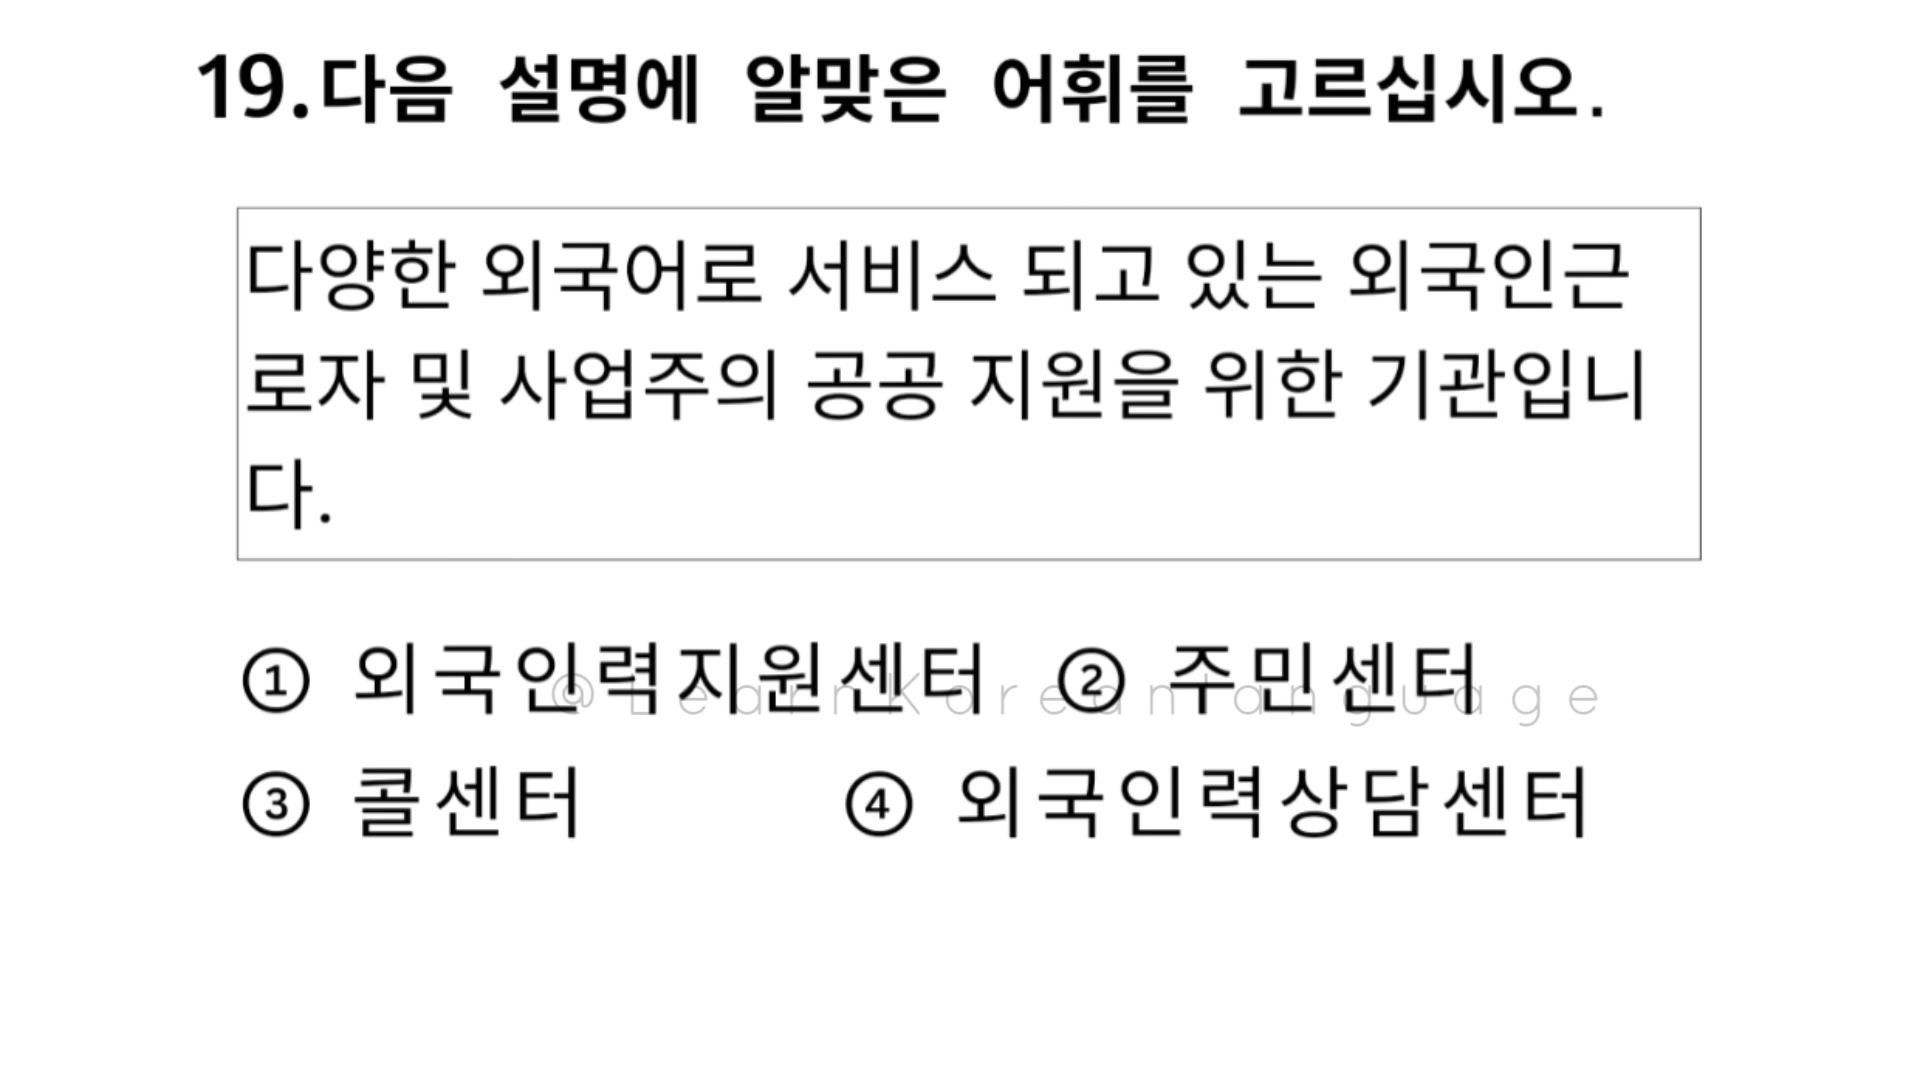 19.다음 설명에 알맞은 어휘를 고르십시오.
다양한 외국어로 서비스 되고 있는 외국인근
로자 및 사업주의 공공 지원을 위한 기관입니
다.
① 외국인력지원센터 ② 주민센터
@LearnKoreanlanguage
③ 콜센터 ④ 외국인력상담센터